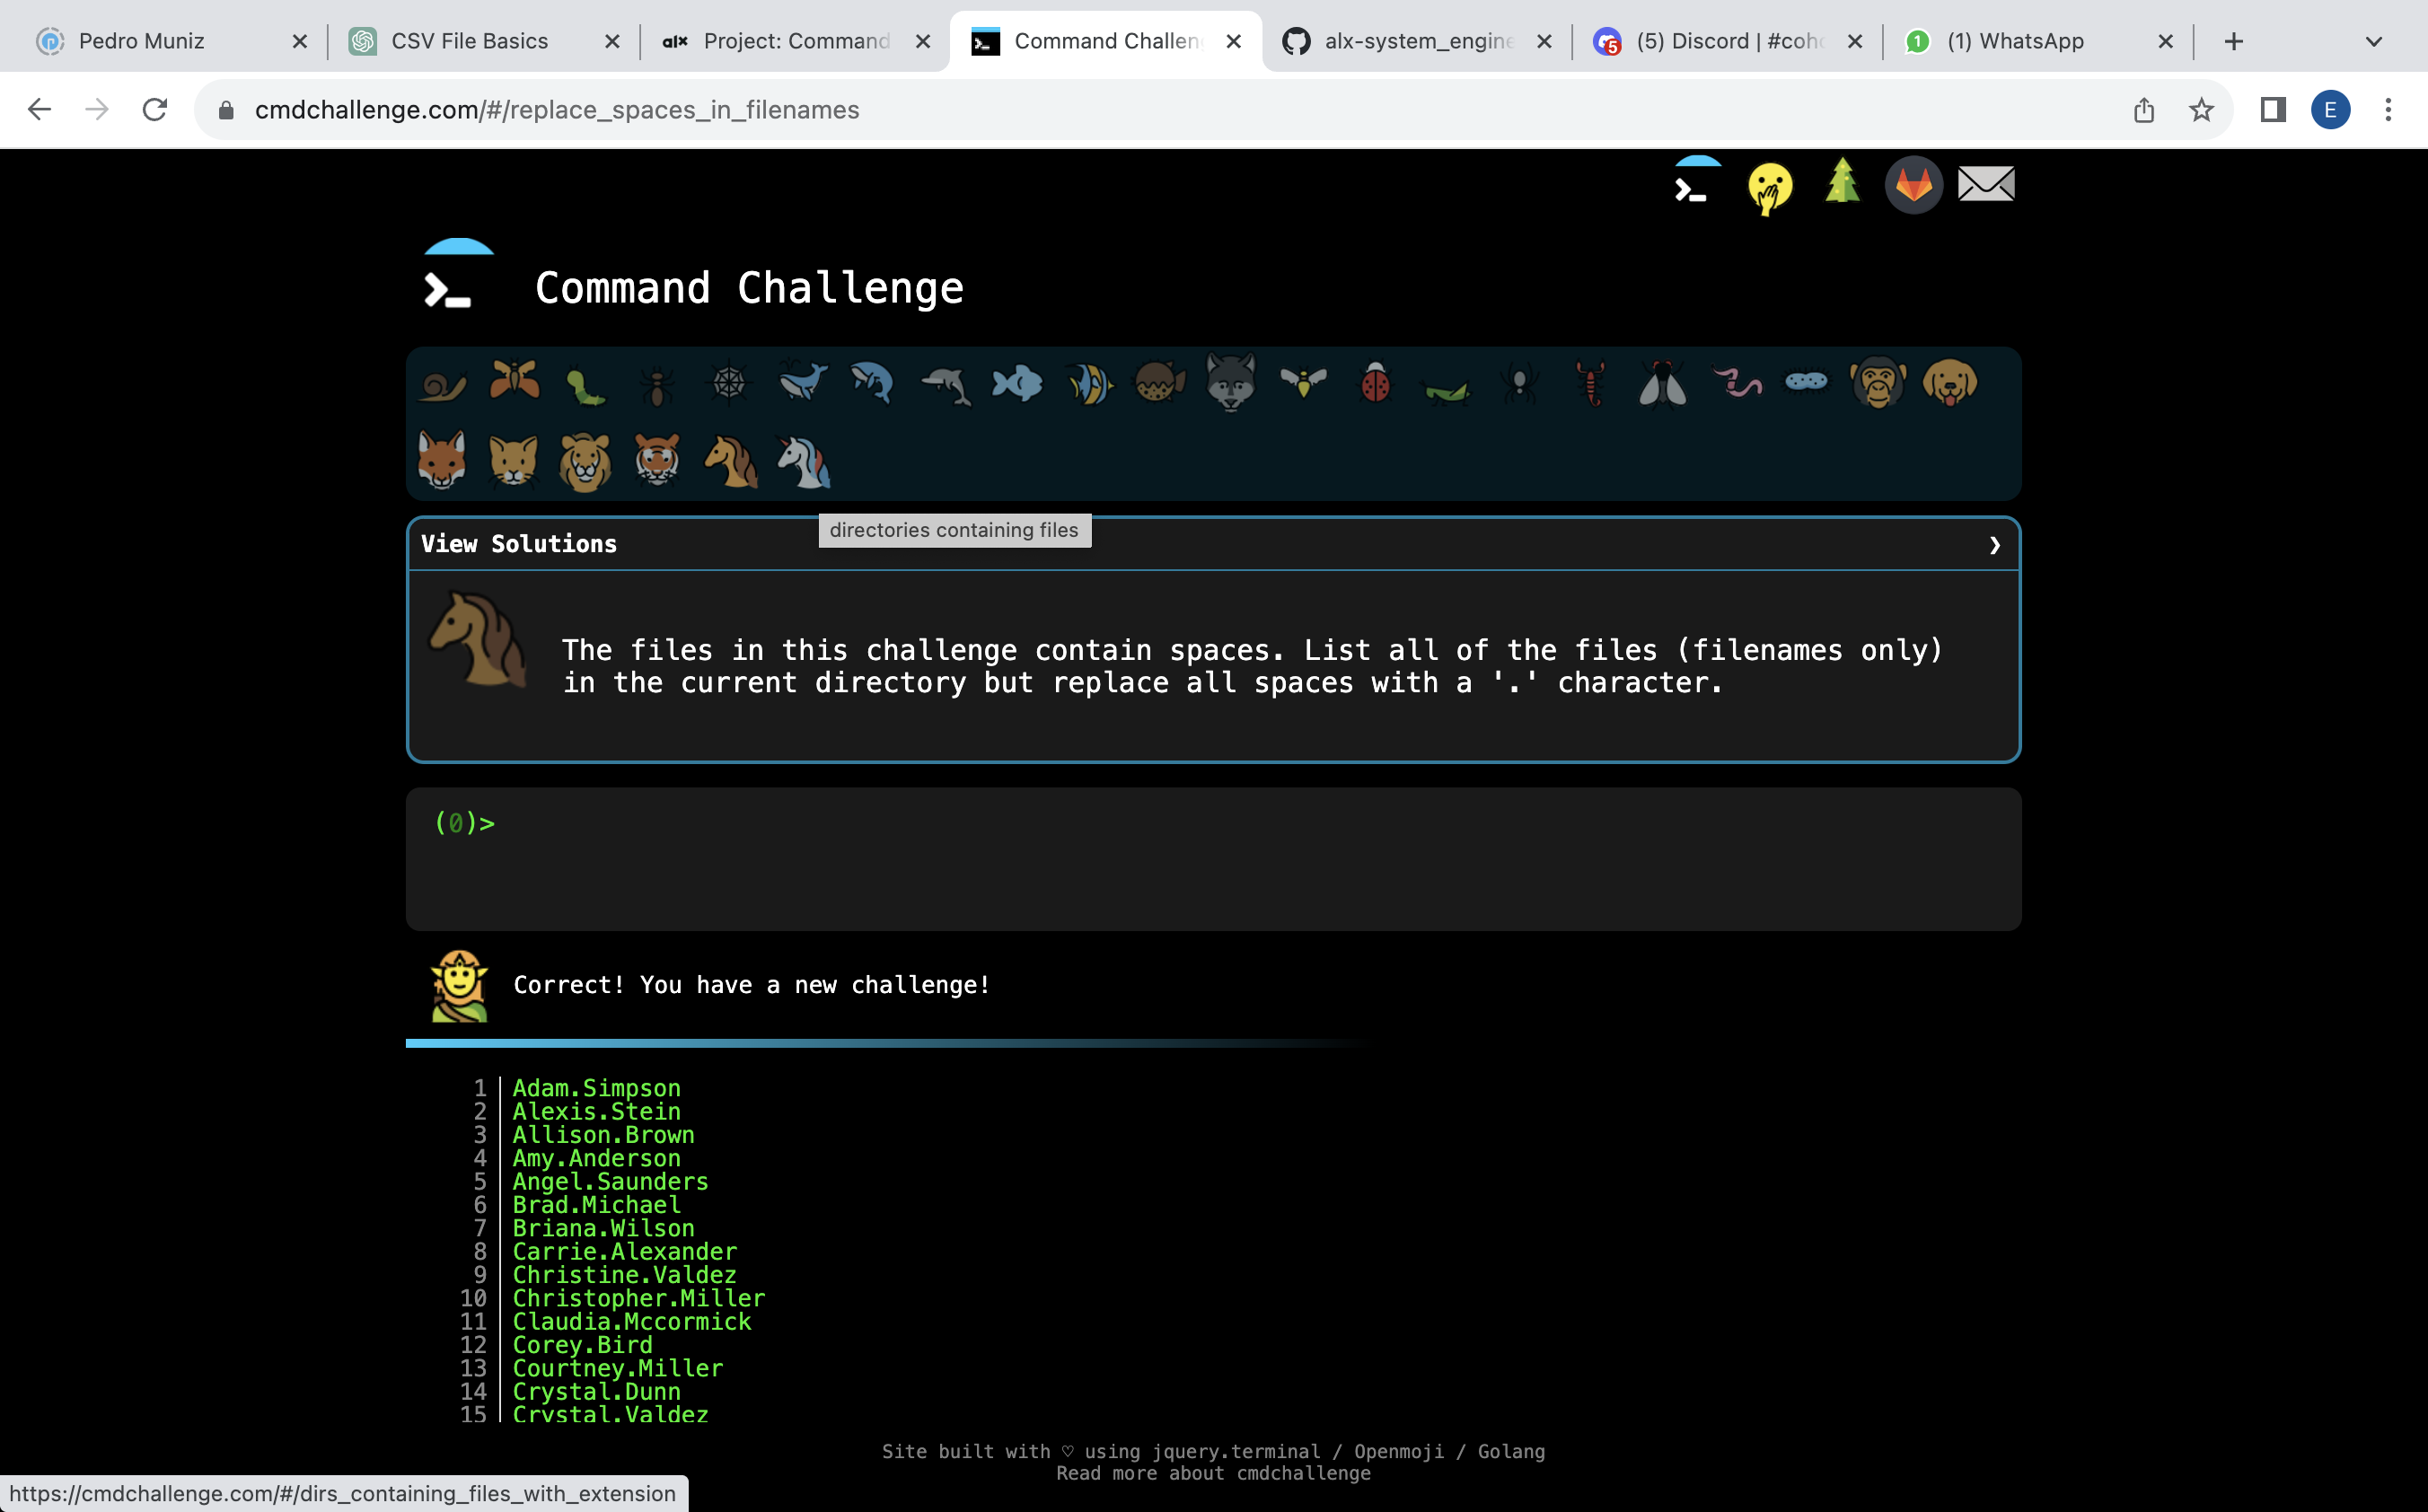 Pedro Muniz
CSV File Basics
alx Project: Command
Command Challen
alx-system_engine
5 (5) Discord | #coho
1 (1) WhatsApp
cmdchallenge.com/#/replace_spaces_in_filenames
E
Command Challenge
directories containing files
View Solutions
The files in this challenge contain spaces. List all of the files (filenames only)
in the current directory but replace all spaces with a '.' character.
(0)>
Correct! You have a new challenge!
1 Adam.Simpson
2 Alexis.Stein
3 Allison.Brown
4 Amy.Anderson
5 Angel.Saunders
6 Brad.Michael
7 Briana.Wilson
8 Carrie.Alexander
9 Christine.Valdez
10 Christopher.Miller
11 Claudia.Mccormick
12 Corey.Bird
13 Courtney.Miller
14 Crystal.Dunn
15 Crystal.Valdez
Site built with ♡ using jquery.terminal / Openmoji / Golang
Read more about cmdchallenge
https://cmdchallenge.com/#/dirs_containing_files_with_extension